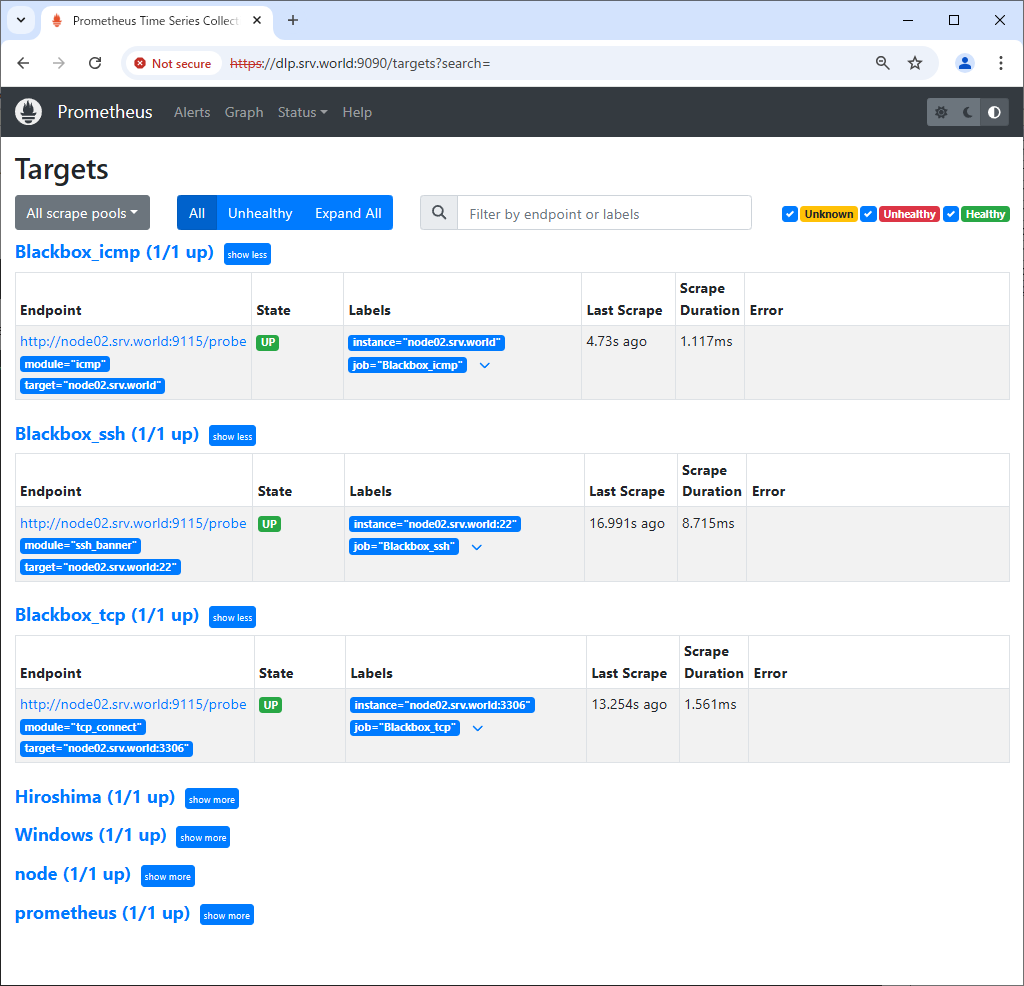 Prometheus Time Series Collect
Not secure https://dlp.srv.world:9090/targets?search=
Prometheus Alerts Graph Status Help
Targets
All scrape pools All Unhealthy Expand All Filter by endpoint or labels Unknown Unhealthy Healthy
Blackbox_icmp (1/1 up) show less
Scrape
Endpoint State Labels Last Scrape Duration Error
http://node02.srv.world:9115/probe UP instance="node02.srv.world" 4.73s ago 1.117ms
module="icmp" job="Blackbox_icmp"
target="node02.srv.world"
Blackbox_ssh (1/1 up) show less
Scrape
Endpoint State Labels Last Scrape Duration Error
http://node02.srv.world:9115/probe UP instance="node02.srv.world:22" 16.991s ago 8.715ms
module="ssh_banner" job="Blackbox_ssh"
target="node02.srv.world:22"
Blackbox_tcp (1/1 up) show less
Scrape
Endpoint State Labels Last Scrape Duration Error
http://node02.srv.world:9115/probe UP instance="node02.srv.world:3306" 13.254s ago 1.561ms
module="tcp_connect" job="Blackbox_tcp"
target="node02.srv.world:3306"
Hiroshima (1/1 up) show more
Windows (1/1 up) show more
node (1/1 up) show more
prometheus (1/1 up) show more